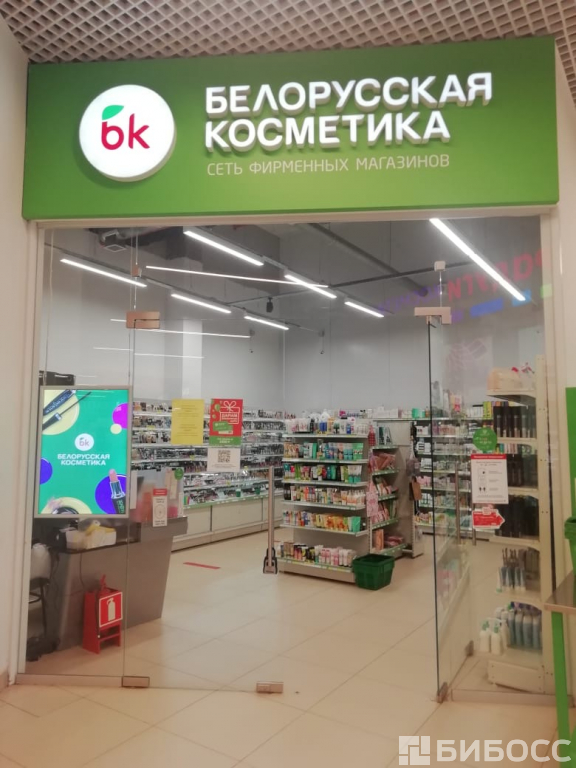 bk
БЕЛОРУССКАЯ
КОСМЕТИКА
СЕТЬ ФИРМЕННЫХ МАГАЗИНОВ
bk
БЕЛОРУССКАЯ
КОСМЕТИКА
БИБОСС